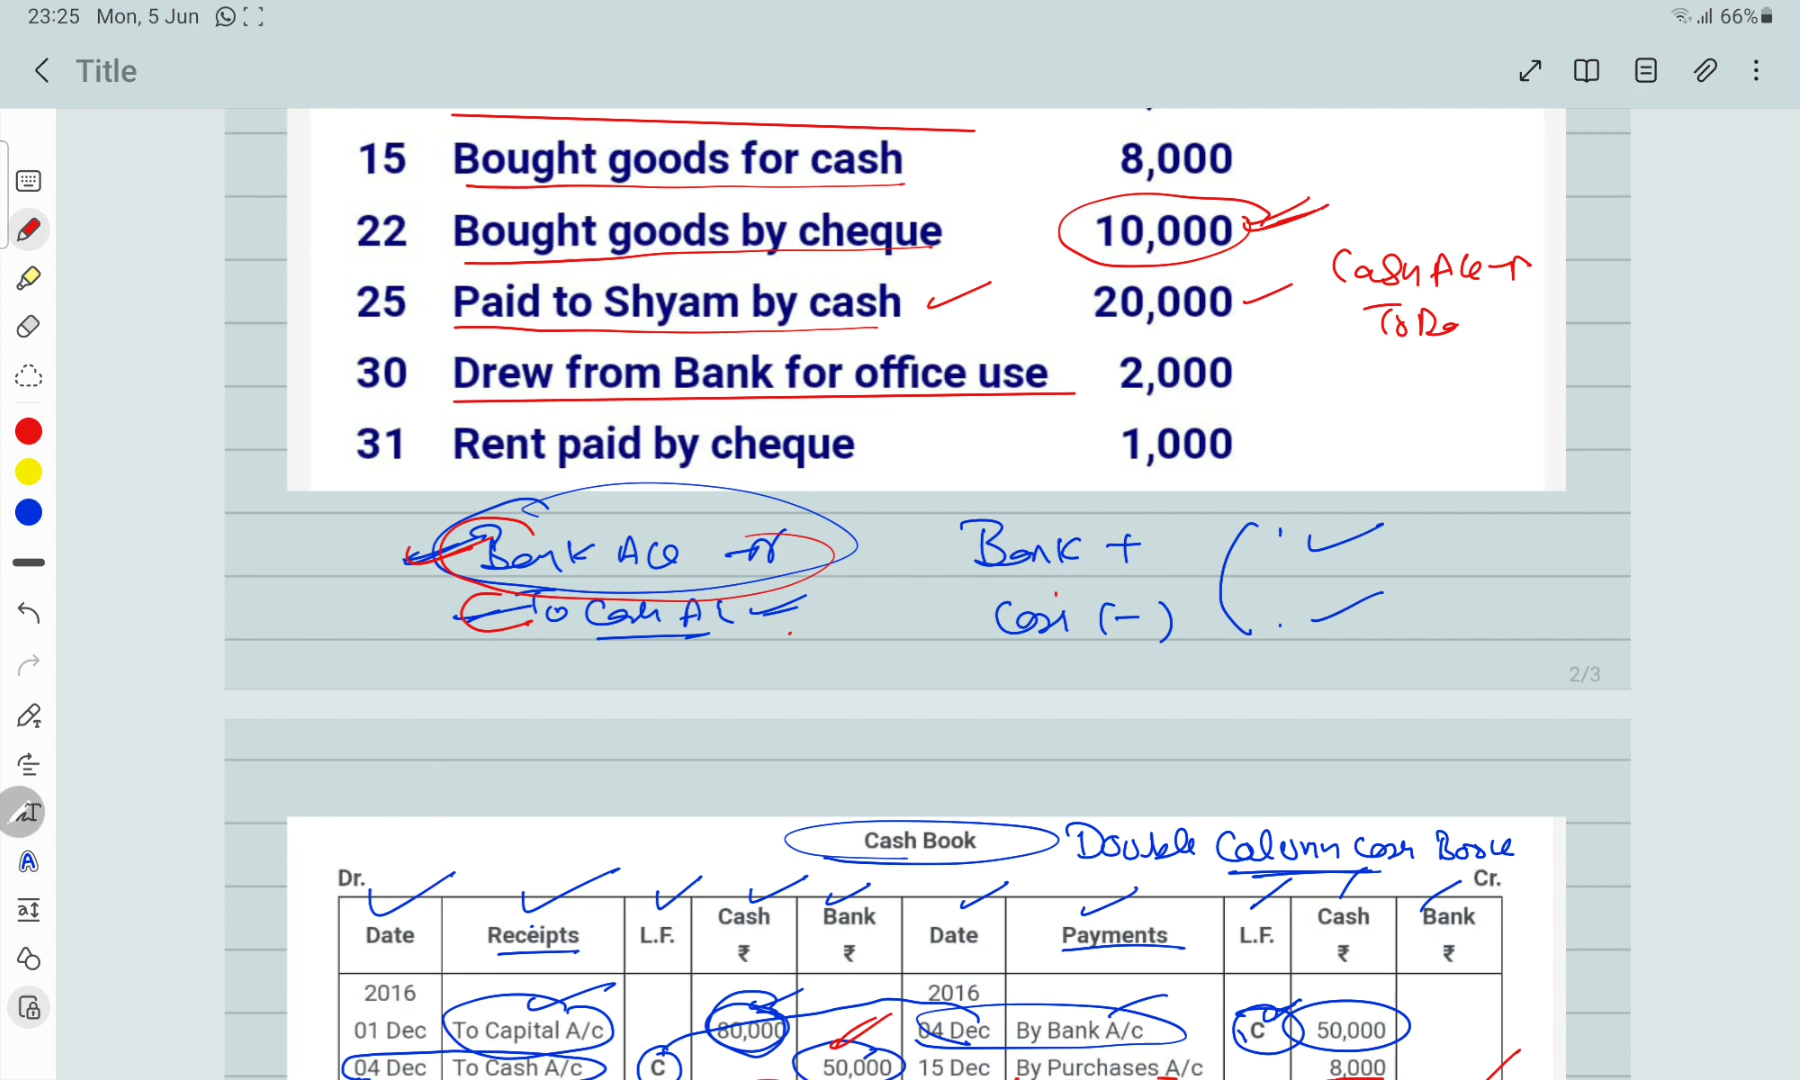 23:25 Mon, 5 Jun 66%
Title
15 Bought goods for cash 8,000
22 Bought goods by cheque 10,000
25 Paid to Shyam by cash 20,000
Cash A/c
30 Drew from Bank for office use 2,000
31 Rent paid by cheque 1,000
Bank A/c Bank +
To Cash A/c Cash (-)
2/3
Cash Book Double Column Cash Book
Dr. Cr.
Date Receipts L.F. Cash ₹ Bank ₹ Date Payments L.F. Cash ₹ Bank ₹
2016 2016
01 Dec To Capital A/c 80,000 04 Dec By Bank A/c C 50,000
04 Dec To Cash A/c C 50,000 15 Dec By Purchases A/c 8,000